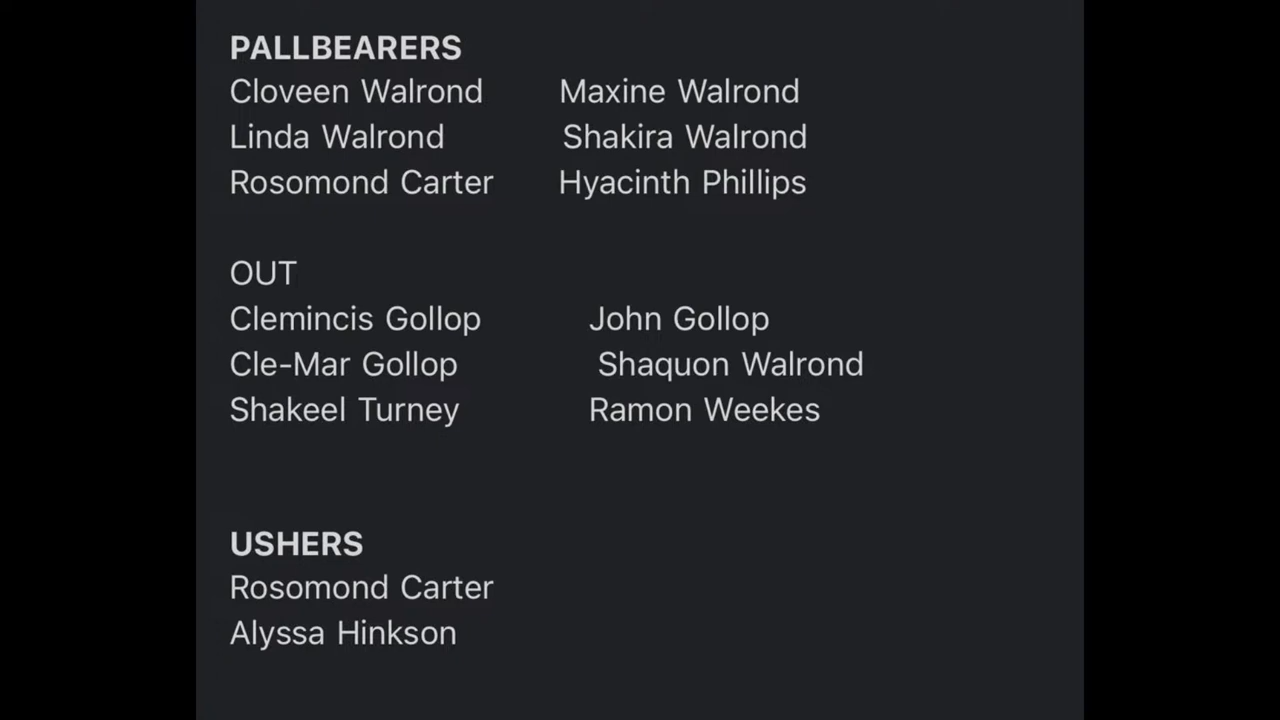 PALLBEARERS
Cloveen Walrond Maxine Walrond
Linda Walrond Shakira Walrond
Rosomond Carter Hyacinth Phillips
OUT
Clemincis Gollop John Gollop
Cle-Mar Gollop Shaquon Walrond
Shakeel Turney Ramon Weekes
USHERS
Rosomond Carter
Alyssa Hinkson